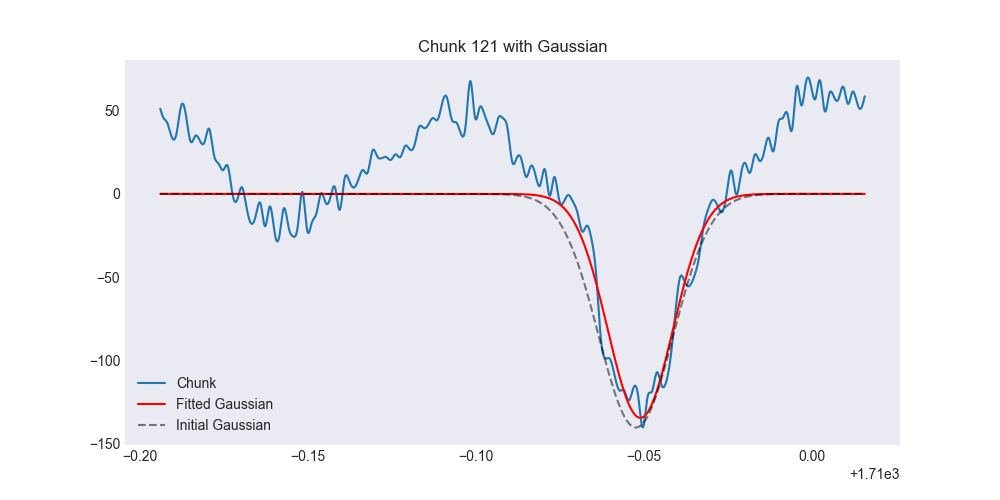 Chunk 121 with Gaussian
50
0
−50
−100
−150
Chunk
Fitted Gaussian
Initial Gaussian
−0.20 −0.15 −0.10 −0.05 0.00
+1.71e3